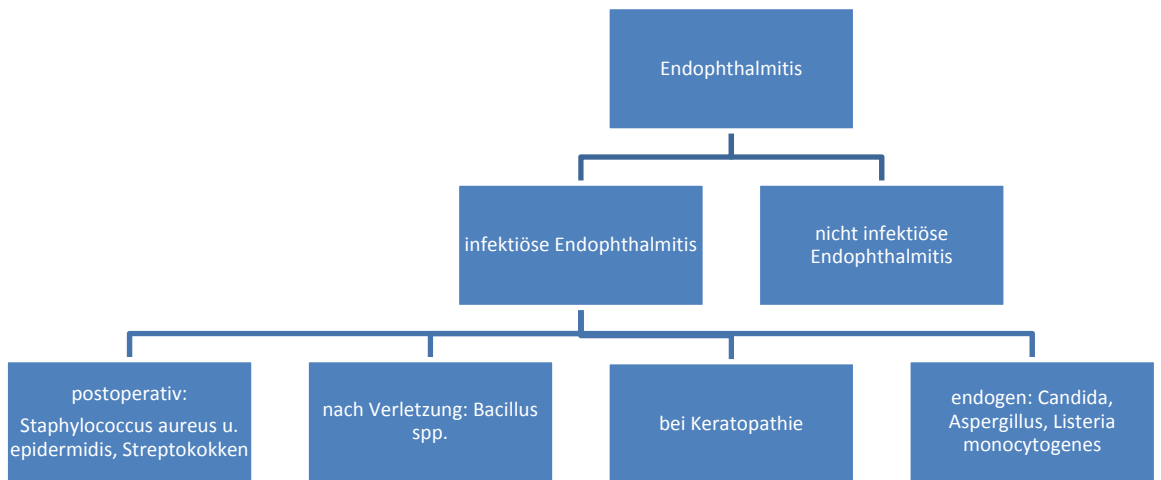 Endophthalmitis
infektiöse Endophthalmitis
nicht infektiöse
Endophthalmitis
postoperativ:
Staphylococcus aureus u.
epidermidis, Streptokokken
nach Verletzung: Bacillus
spp.
bei Keratopathie
endogen: Candida,
Aspergillus, Listeria
monocytogenes